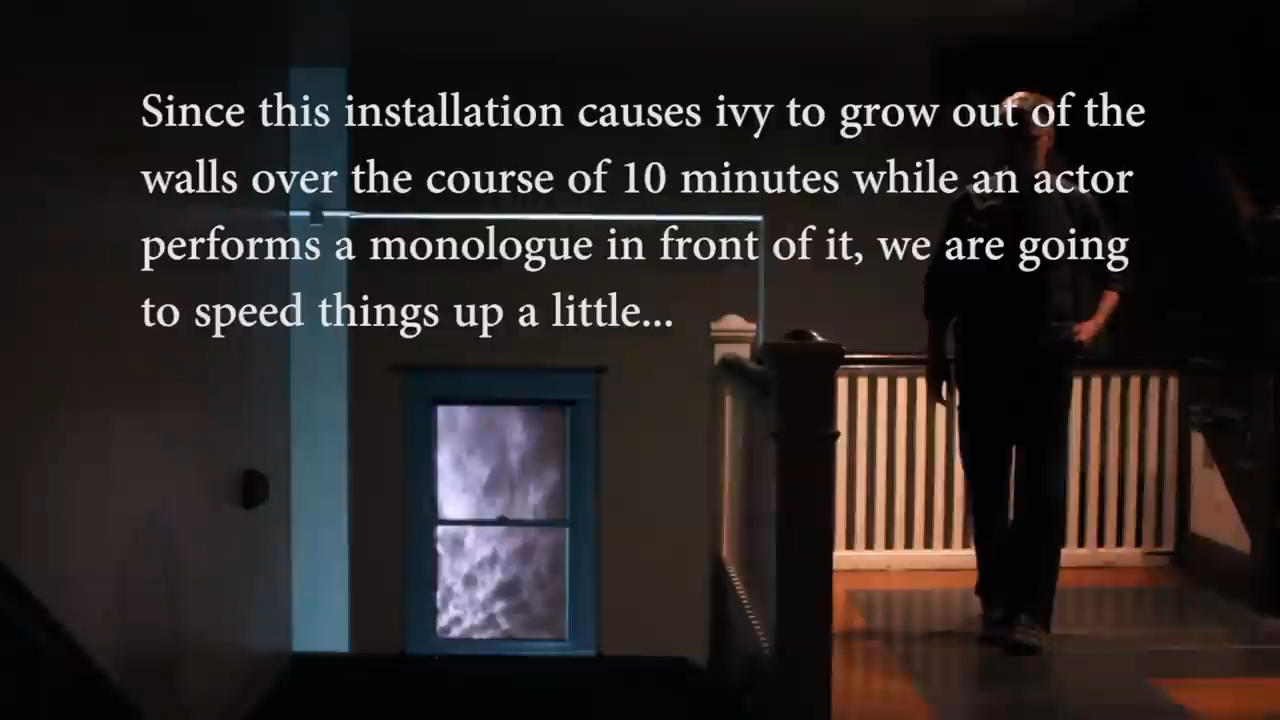 Since this installation causes ivy to grow out of the
walls over the course of 10 minutes while an actor
performs a monologue in front of it, we are going
to speed things up a little...